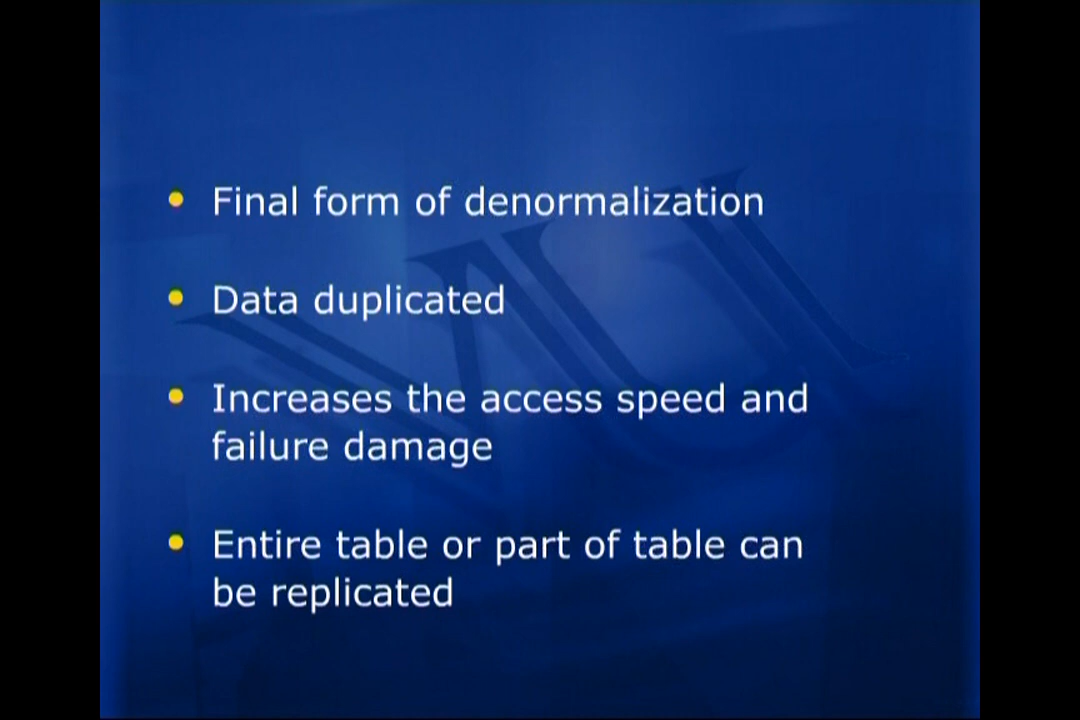 Final form of denormalization
Data duplicated
Increases the access speed and
failure damage
Entire table or part of table can
be replicated
VU